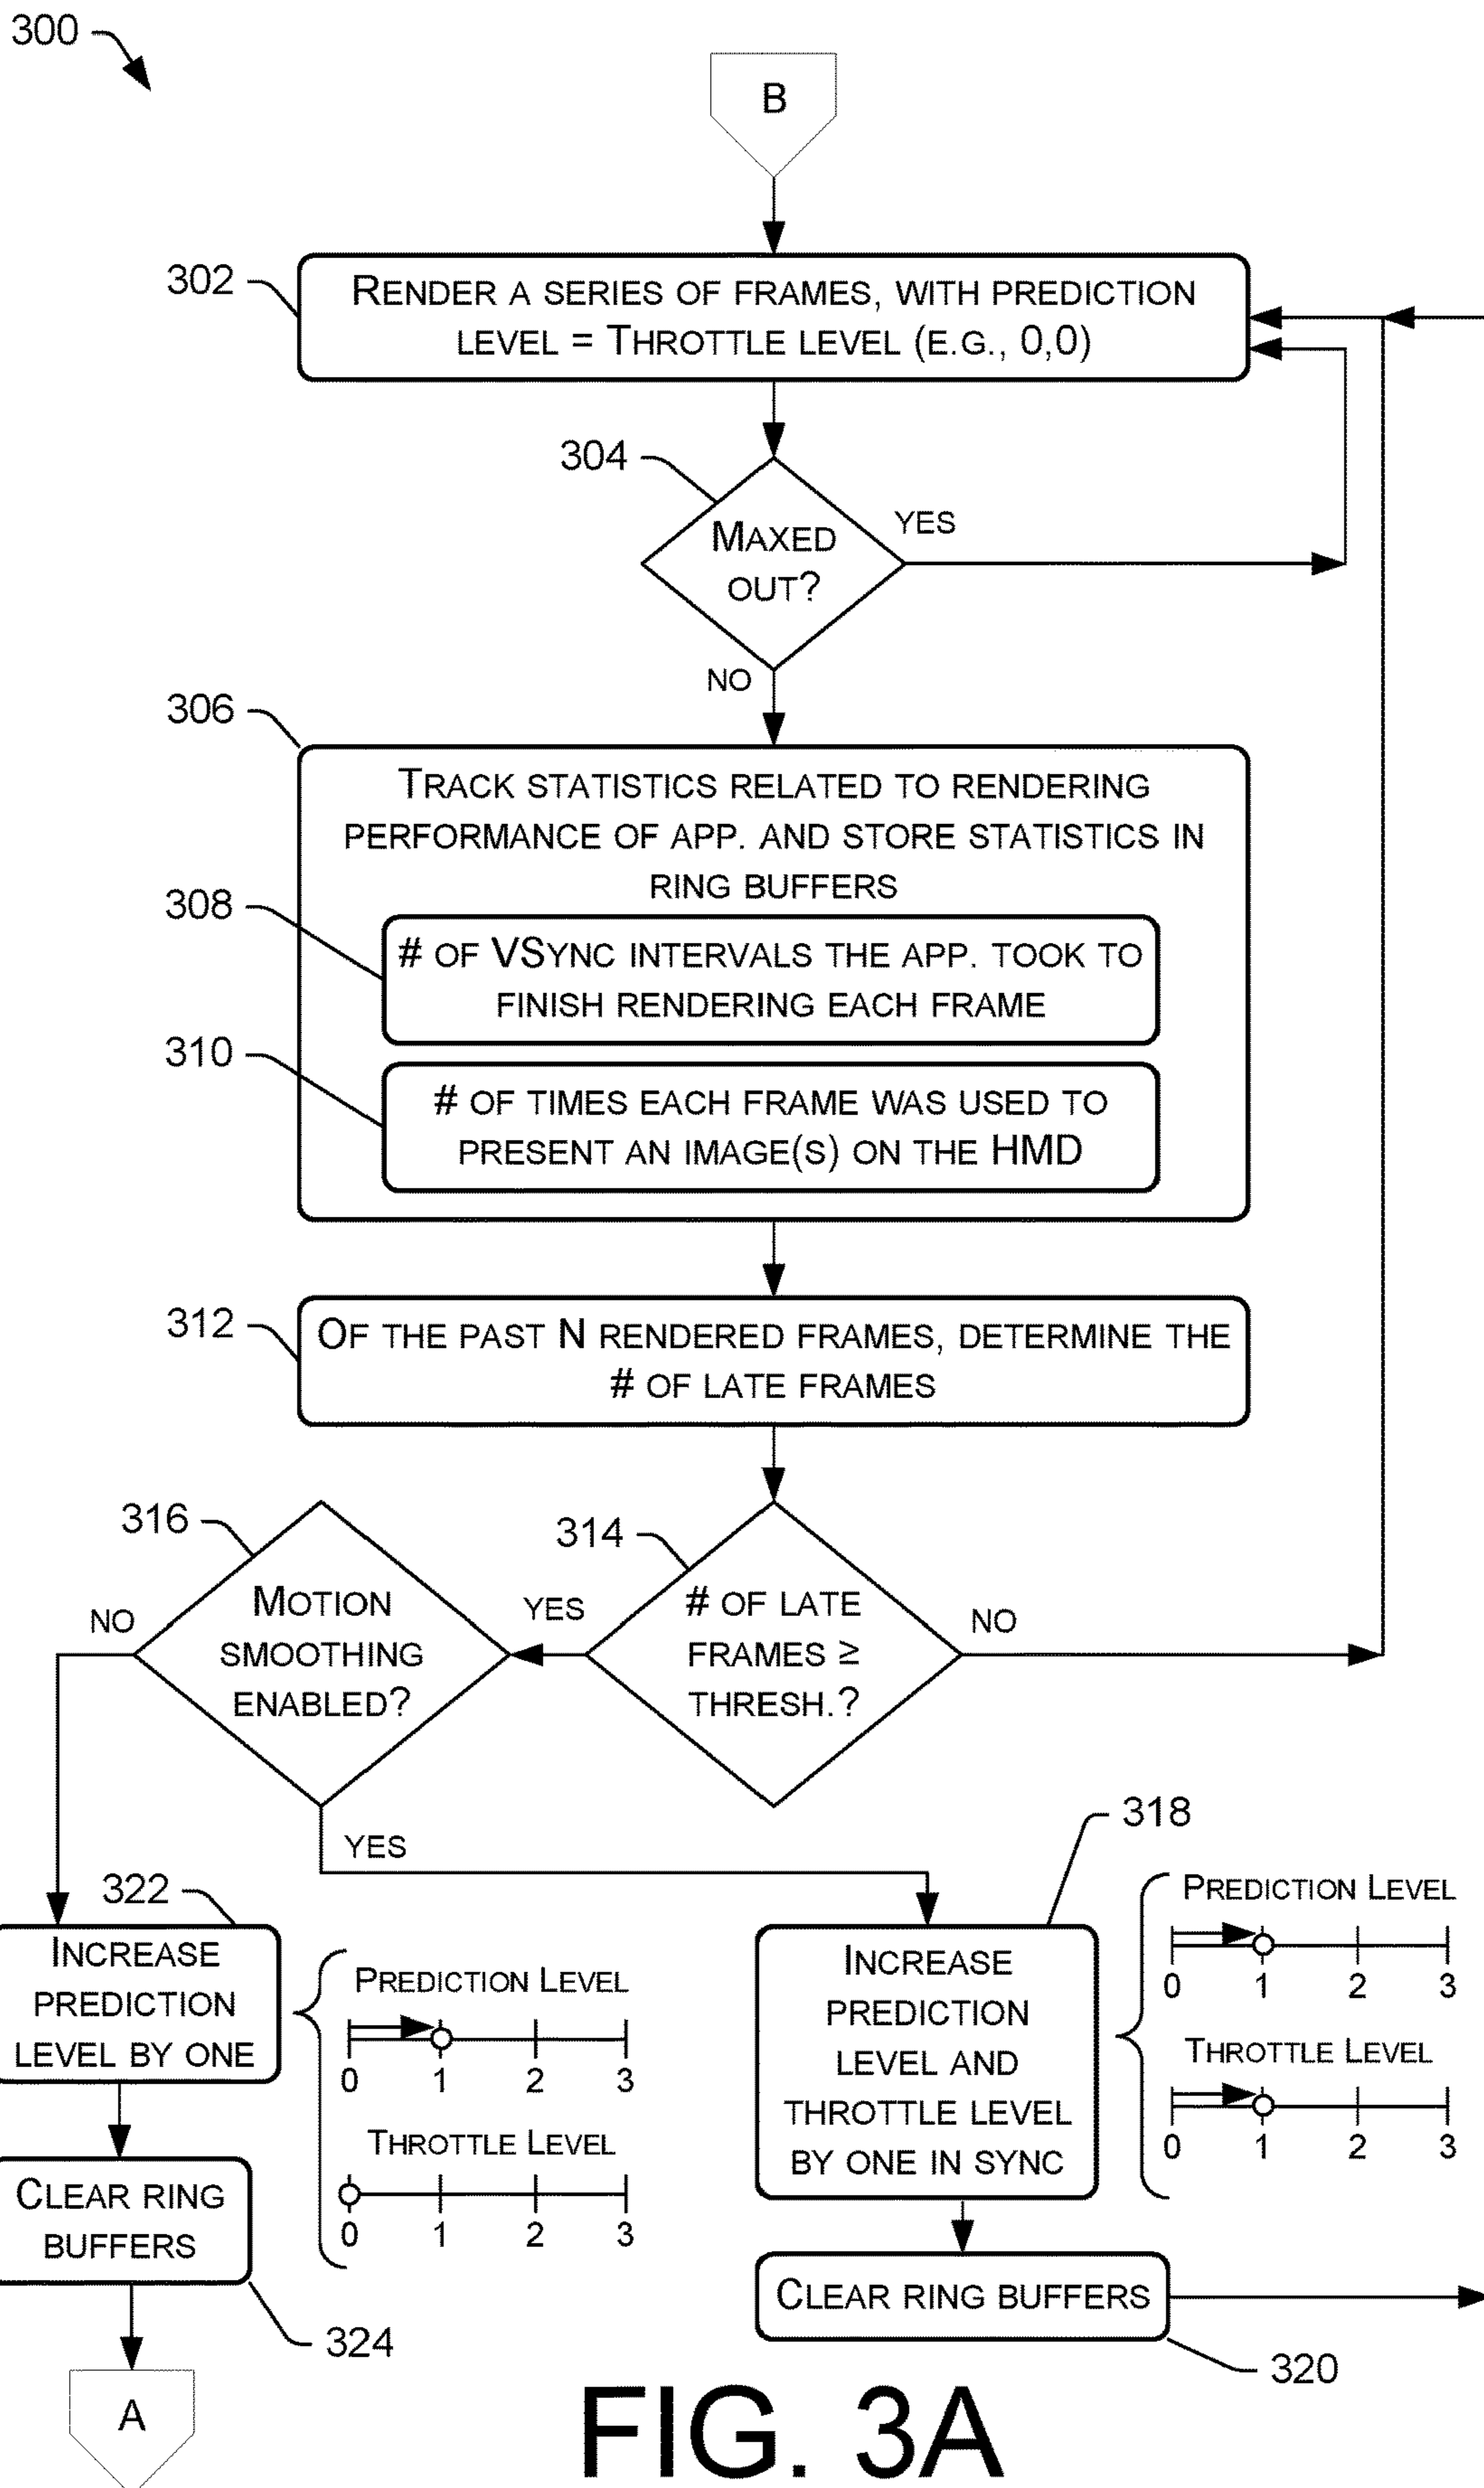 300
B
302
RENDER A SERIES OF FRAMES, WITH PREDICTION
LEVEL = THROTTLE LEVEL (E.G., 0,0)
304
MAXED
OUT?
YES
NO
306
TRACK STATISTICS RELATED TO RENDERING
PERFORMANCE OF APP. AND STORE STATISTICS IN
RING BUFFERS
308
# OF VSYNC INTERVALS THE APP. TOOK TO
FINISH RENDERING EACH FRAME
310
# OF TIMES EACH FRAME WAS USED TO
PRESENT AN IMAGE(S) ON THE HMD
312
OF THE PAST N RENDERED FRAMES, DETERMINE THE
# OF LATE FRAMES
314
# OF LATE
FRAMES ≥
THRESH.?
YES
NO
316
MOTION
SMOOTHING
ENABLED?
NO
YES
318
INCREASE
PREDICTION
LEVEL AND
THROTTLE LEVEL
BY ONE IN SYNC
PREDICTION LEVEL
0 1 2 3
THROTTLE LEVEL
0 1 2 3
CLEAR RING BUFFERS
320
322
INCREASE
PREDICTION
LEVEL BY ONE
PREDICTION LEVEL
0 1 2 3
THROTTLE LEVEL
0 1 2 3
CLEAR RING
BUFFERS
324
A
FIG. 3A